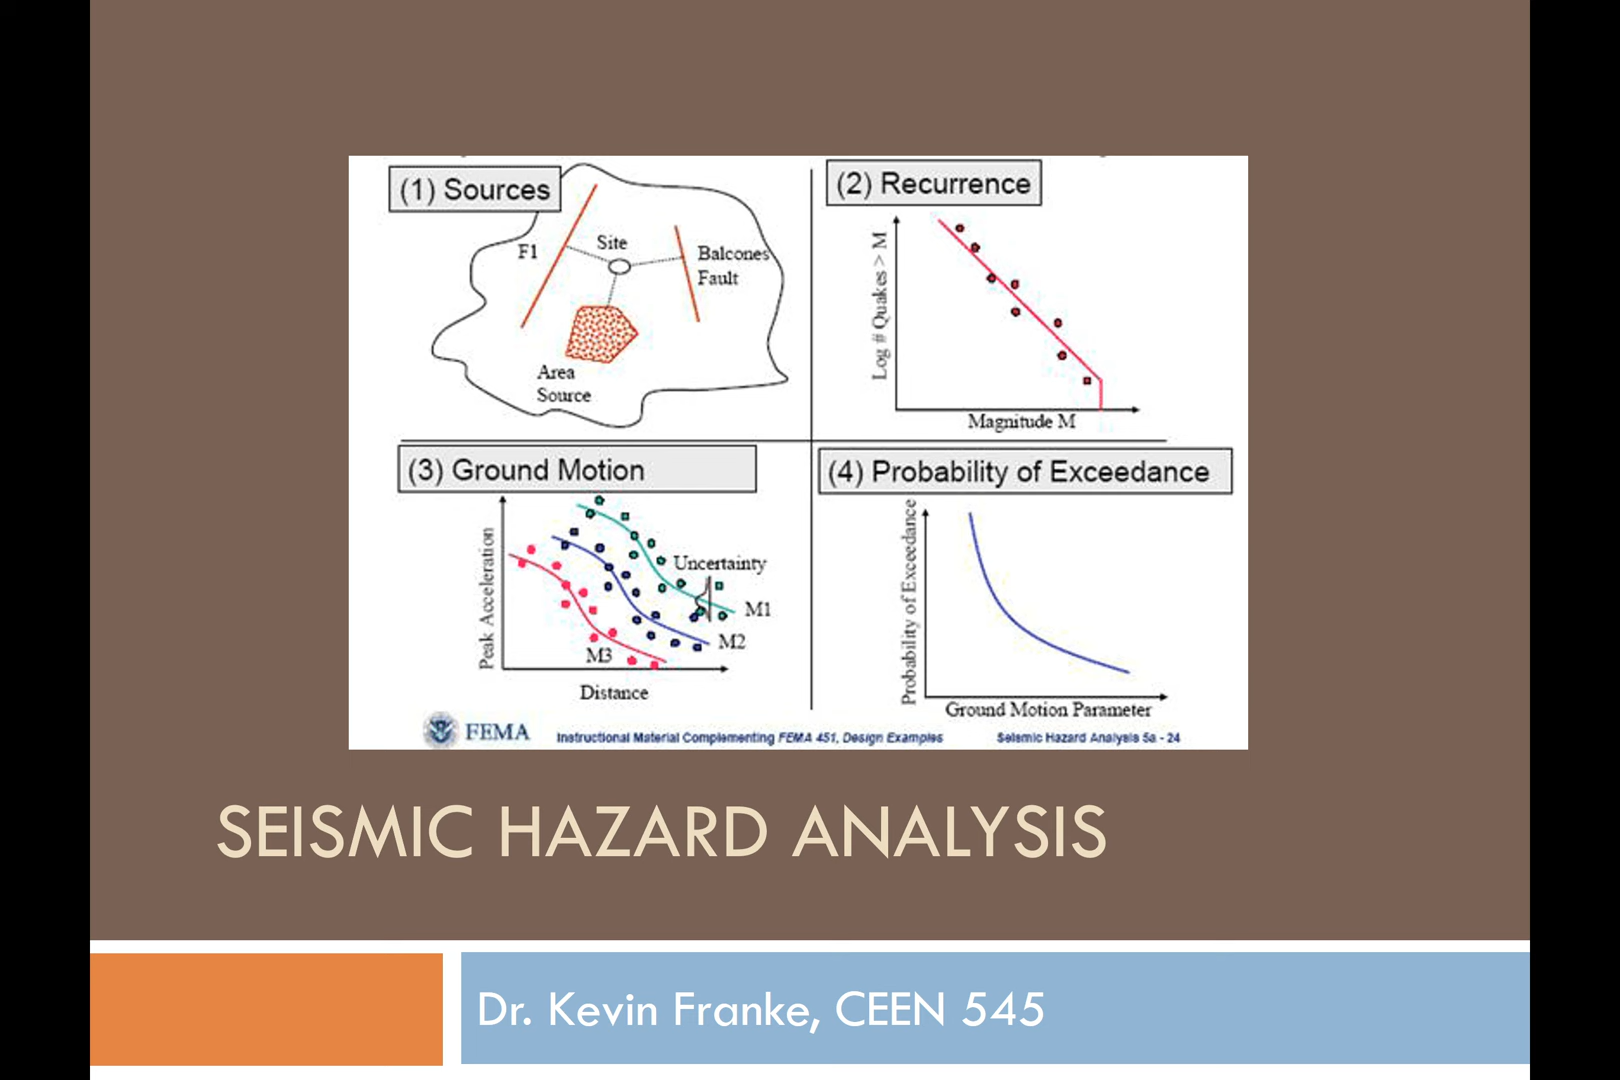 (1) Sources
F1
Site
Balcones
Fault
Area
Source
(2) Recurrence
Log # Quakes > M
Magnitude M
(3) Ground Motion
Peak Acceleration
Uncertainty
M1
M2
M3
Distance
(4) Probability of Exceedance
Probability of Exceedance
Ground Motion Parameter
FEMA
Instructional Material Complementing FEMA 451, Design Examples
Seismic Hazard Analysis 5a - 24
SEISMIC HAZARD ANALYSIS
Dr. Kevin Franke, CEEN 545